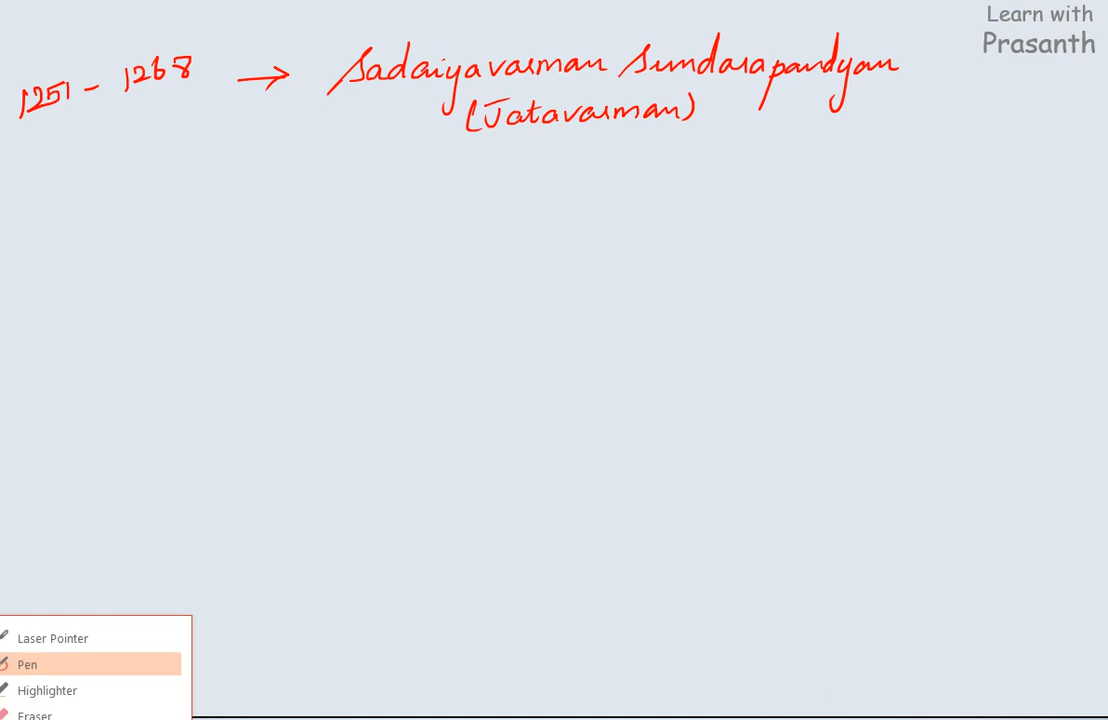 Learn with
Prasanth
1251 - 1268 → Sadaiyavarman Sundarapandyan
(Jatavarman)
Laser Pointer
Pen
Highlighter
Eraser